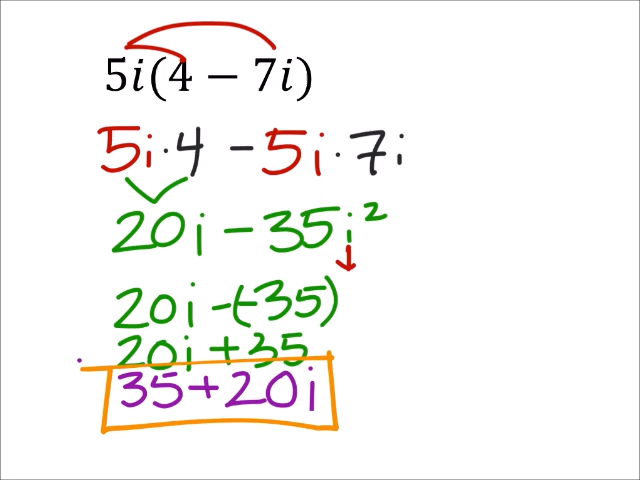 5i(4 − 7i)
5i · 4 − 5i · 7i
20i − 35i²
20i − (−35)
20i + 35
35 + 20i